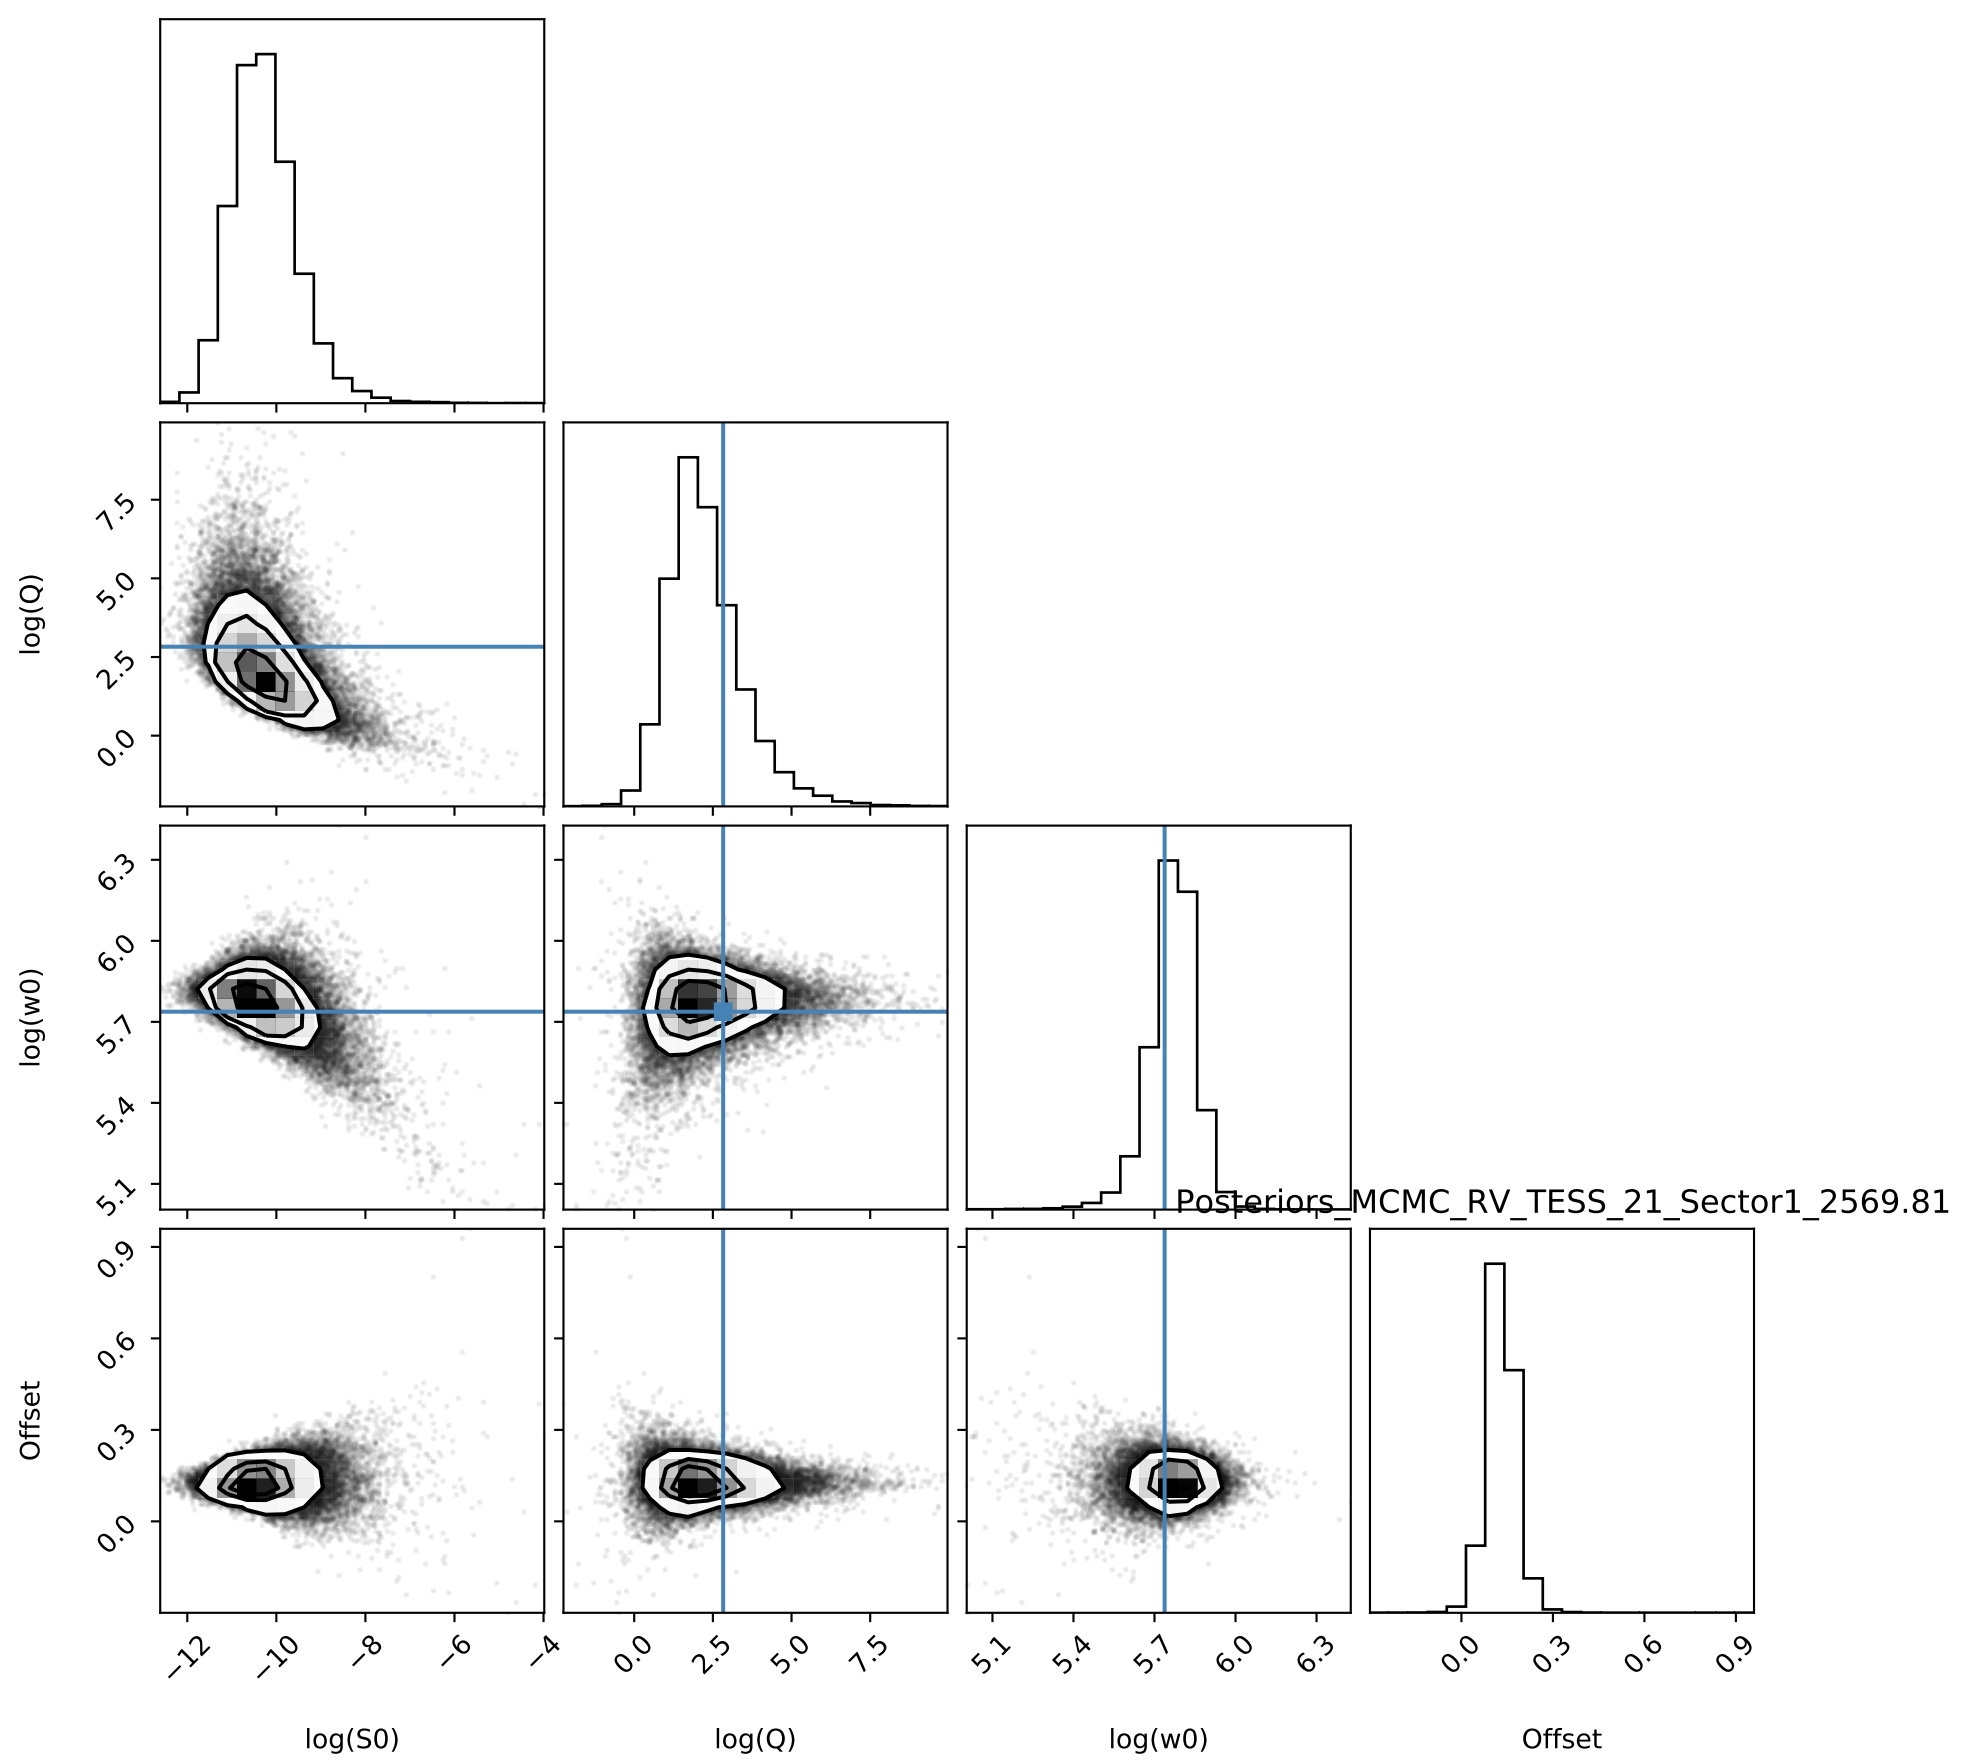 log(Q)
7.5
5.0
2.5
0.0
log(w0)
6.3
6.0
5.7
5.4
5.1
Posteriors_MCMC_RV_TESS_21_Sector1_2569.81
Offset
0.9
0.6
0.3
0.0
−12 −10 −8 −6 −4 0.0 2.5 5.0 7.5 5.1 5.4 5.7 6.0 6.3 0.0 0.3 0.6 0.9
log(S0) log(Q) log(w0) Offset